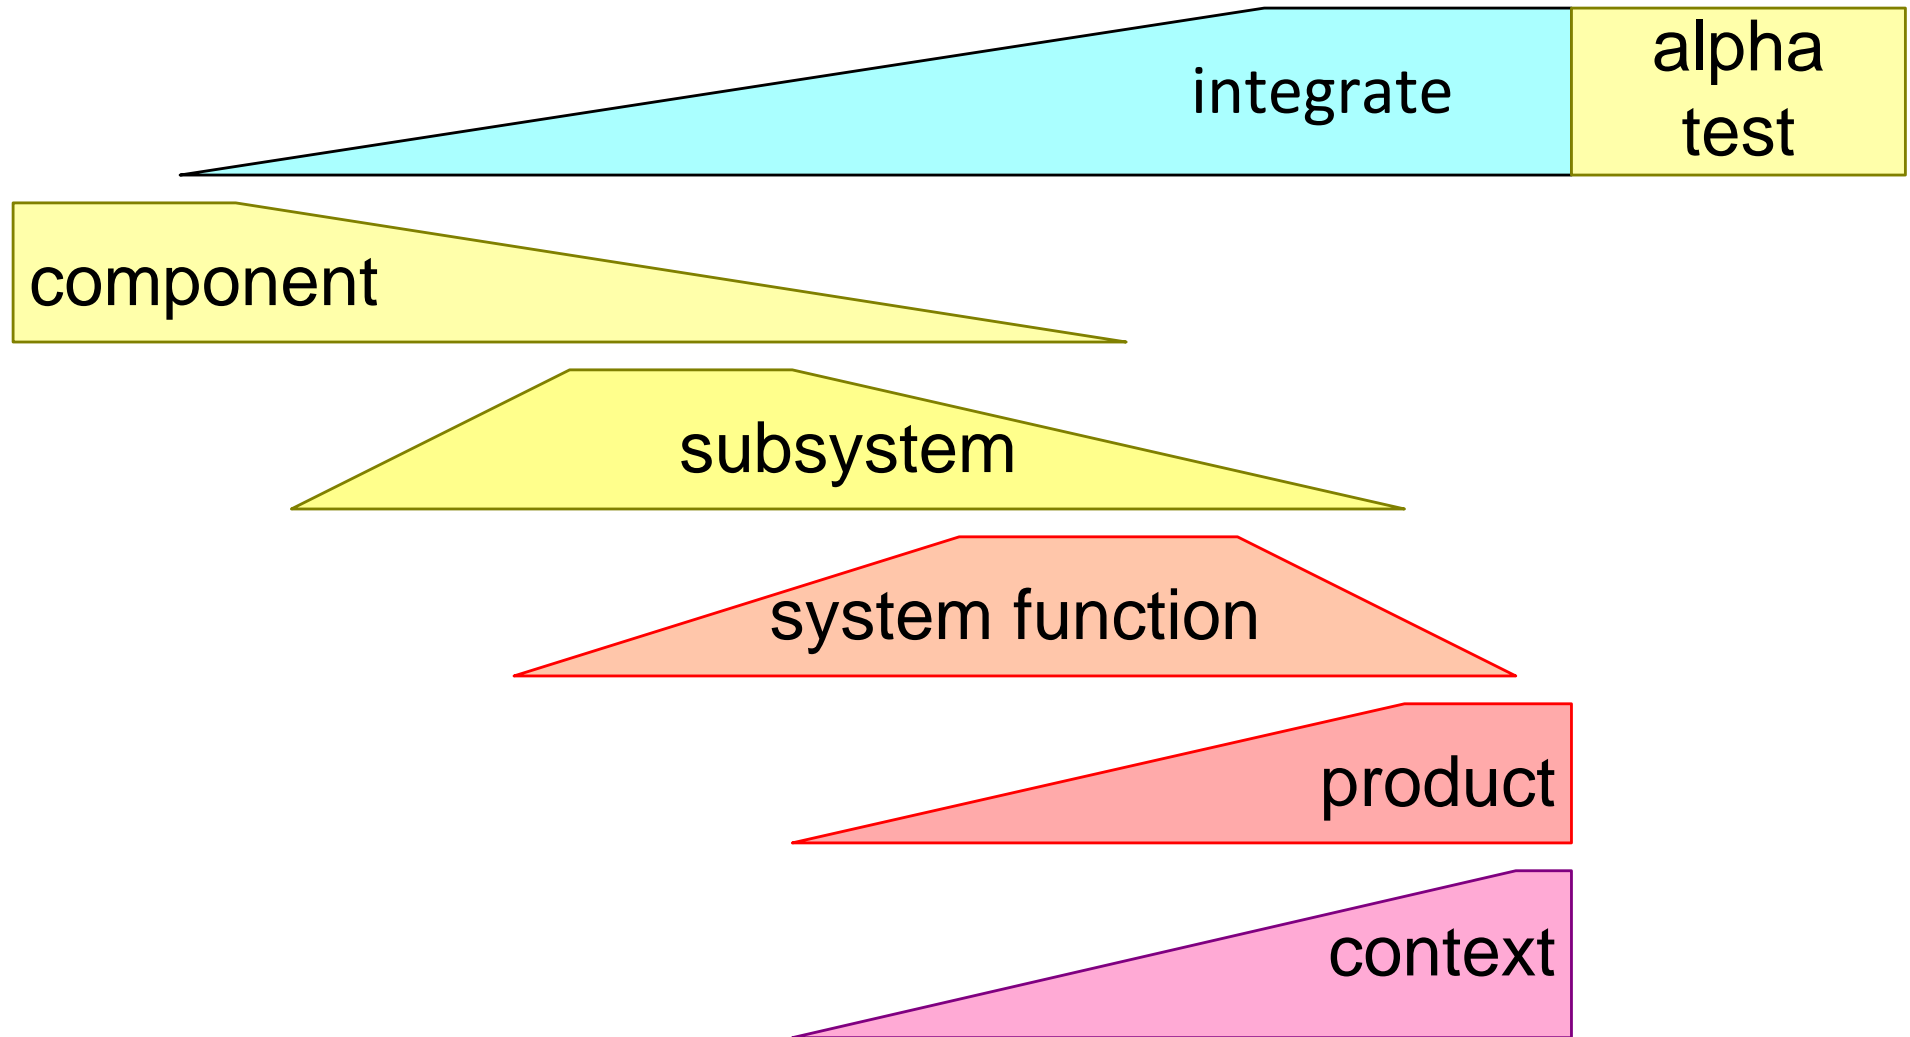 integrate
alpha
test
component
subsystem
system function
product
context